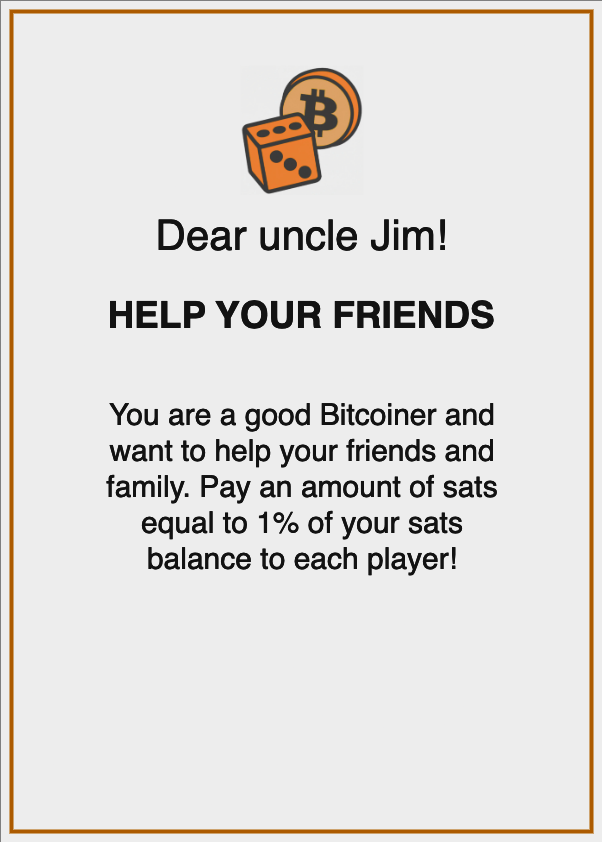 Dear uncle Jim!
HELP YOUR FRIENDS
You are a good Bitcoiner and
want to help your friends and
family. Pay an amount of sats
equal to 1% of your sats
balance to each player!